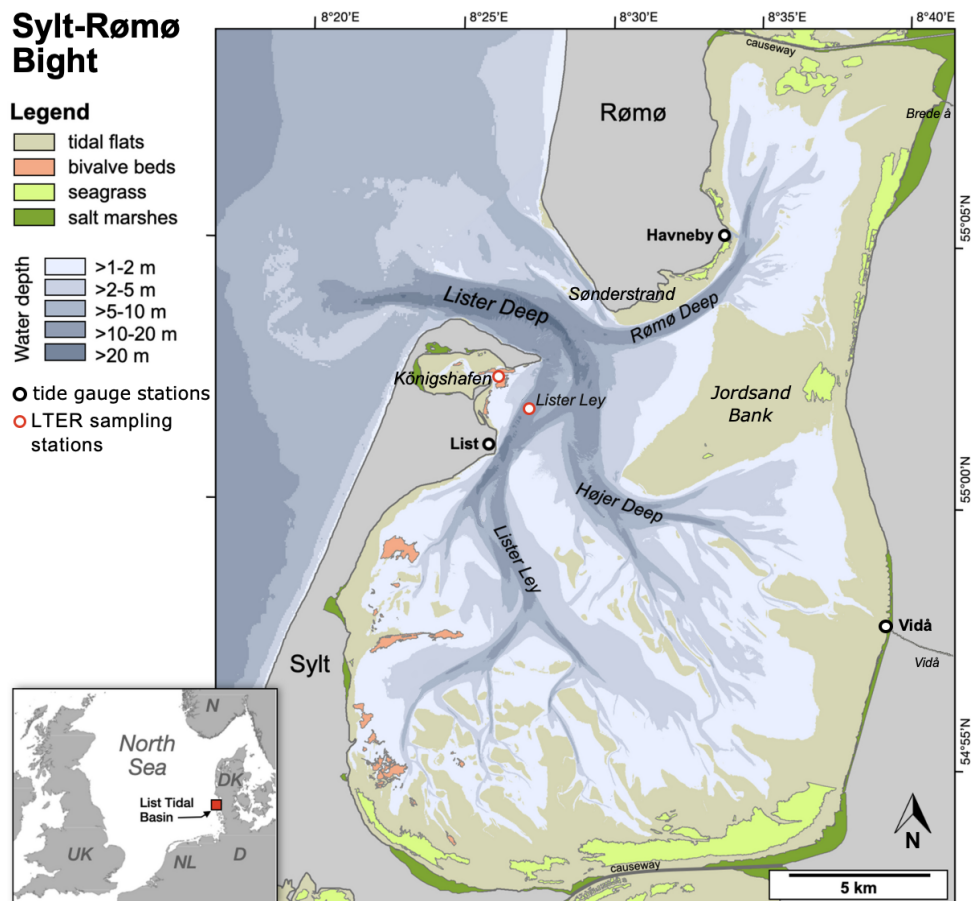 Sylt-Rømø
Bight
Legend
tidal flats
bivalve beds
seagrass
salt marshes
Water depth
>1-2 m
>2-5 m
>5-10 m
>10-20 m
>20 m
tide gauge stations
LTER sampling
stations
8°20'E
8°25'E
8°30'E
8°35'E
8°40'E
causeway
Rømø
Brede å
Havneby
55°05'N
Sønderstrand
Lister Deep
Rømø Deep
Königshafen
Lister Ley
Jordsand
Bank
List
55°00'N
Højer Deep
Lister Ley
Vidå
Vidå
Sylt
54°55'N
N
causeway
5 km
N
North
Sea
DK
List Tidal
Basin
UK
NL
D